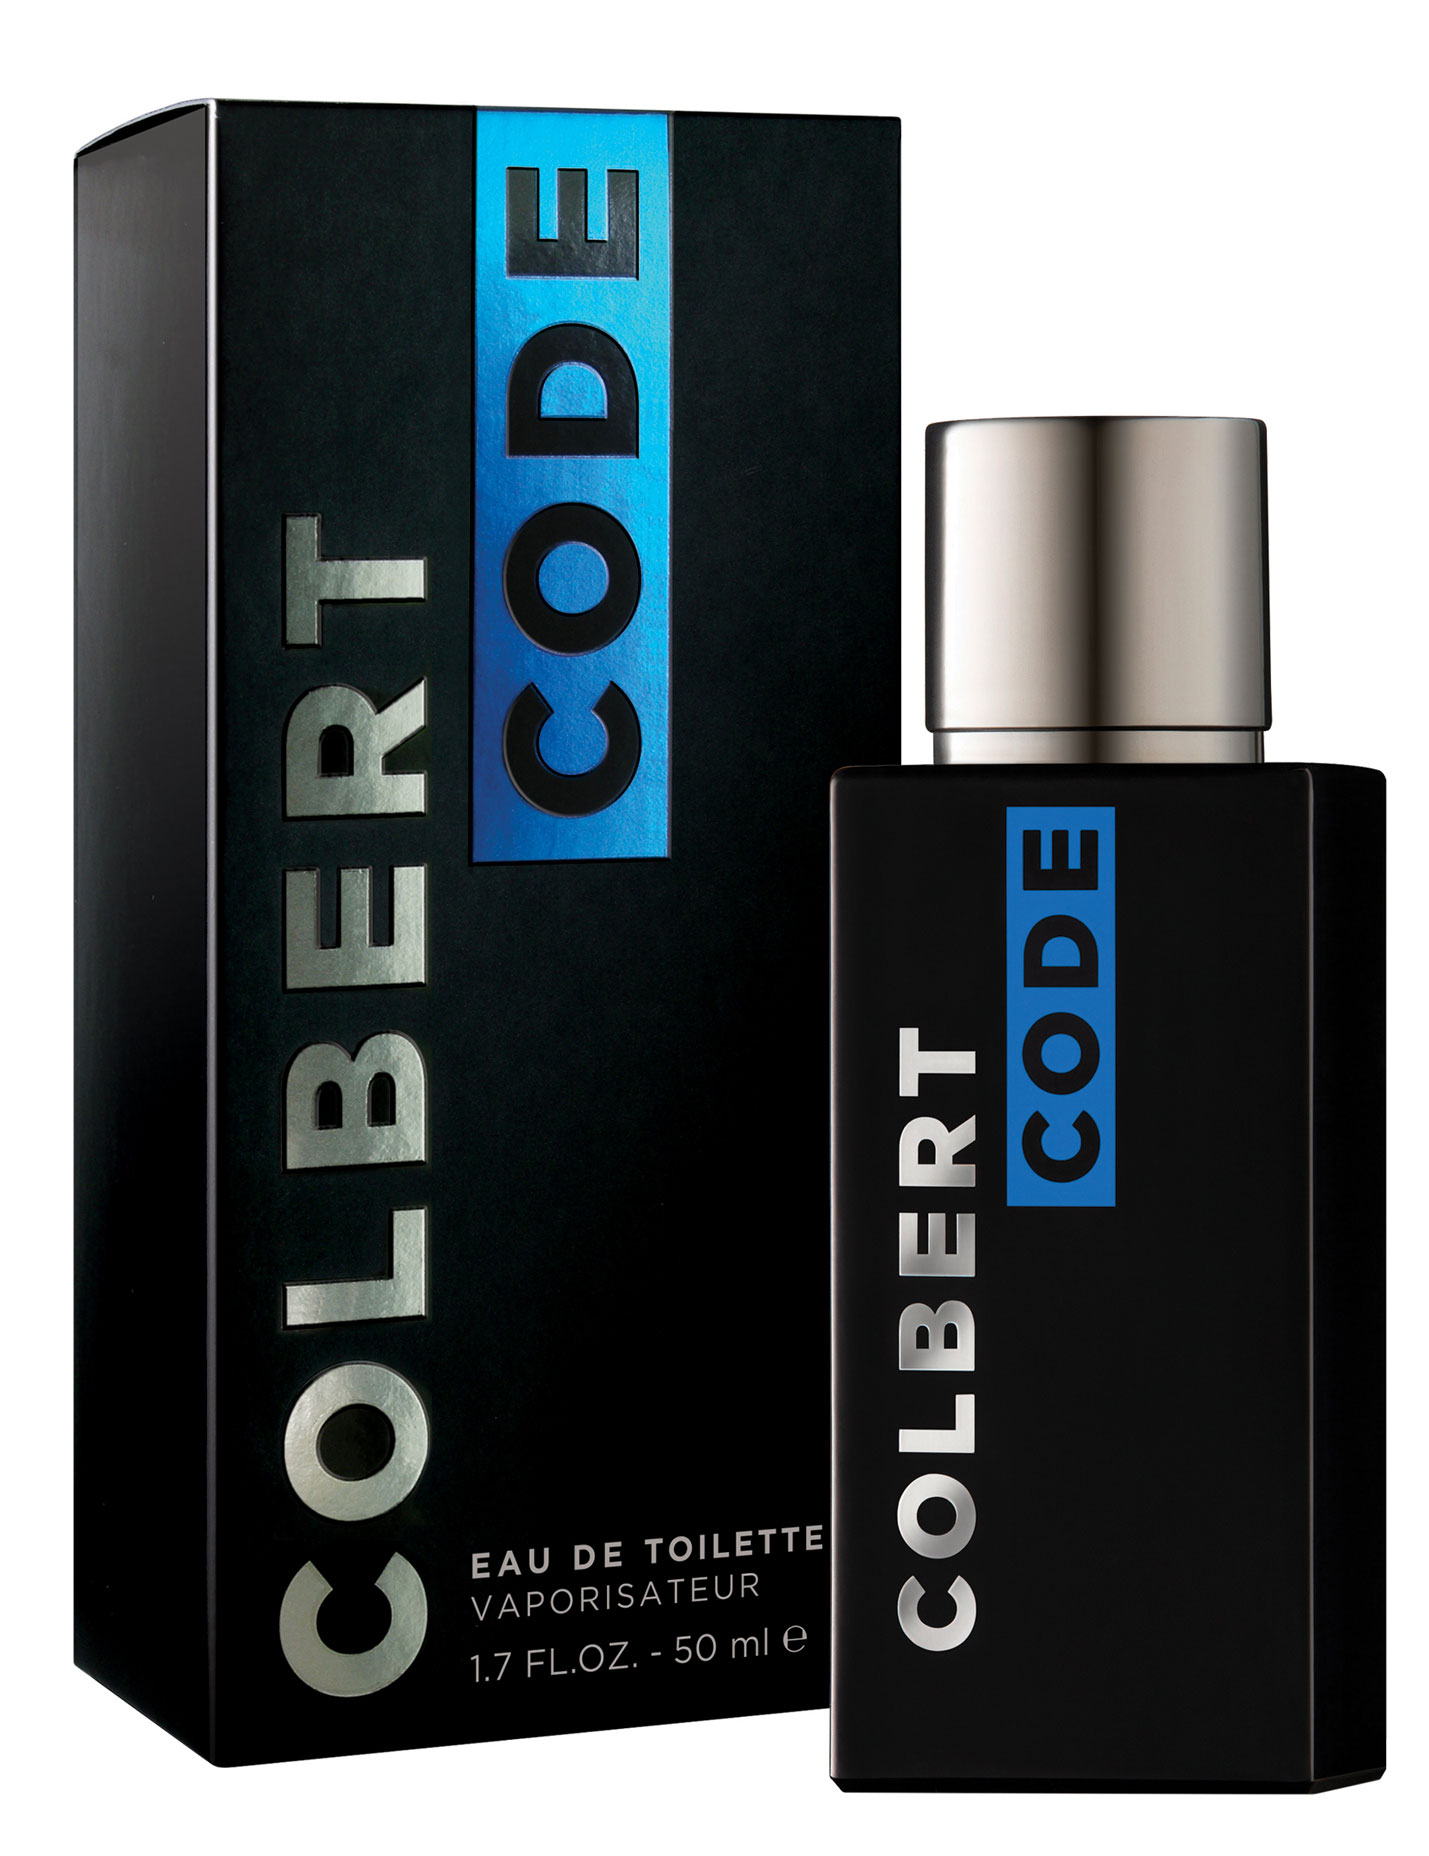 COLBERT
CODE
EAU DE TOILETTE
VAPORISATEUR
1.7 FL.OZ. - 50 ml ℮
COLBERT
CODE